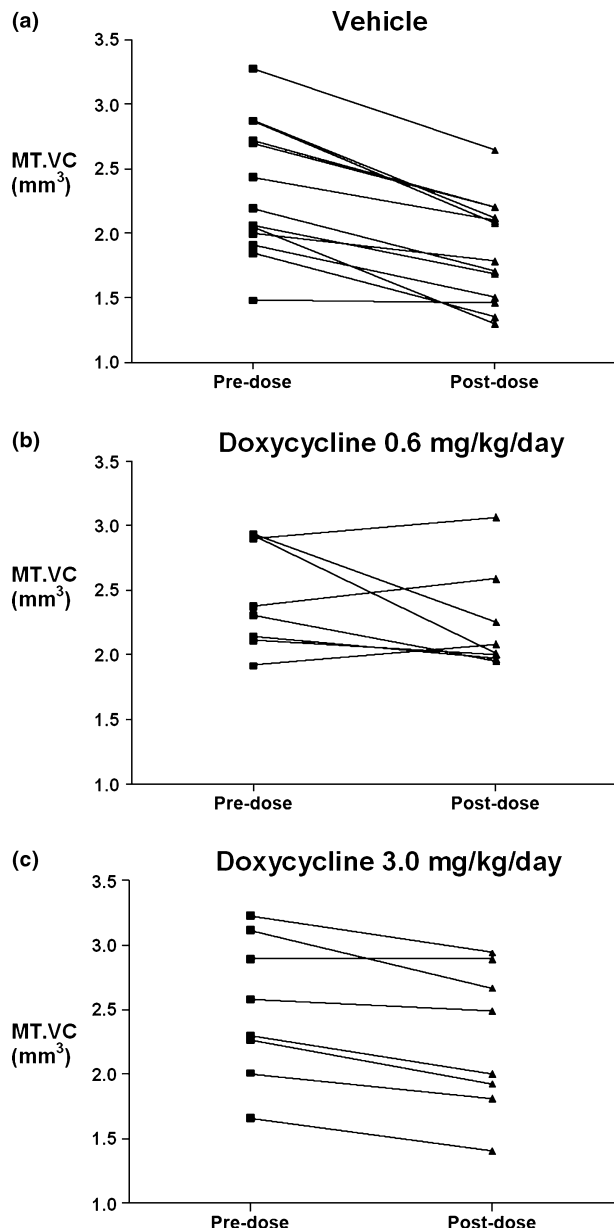 (a)
Vehicle
3.5
3.0
MT.VC
(mm³)
2.5
2.0
1.5
1.0
Pre-dose
Post-dose
(b)
Doxycycline 0.6 mg/kg/day
3.5
3.0
MT.VC
(mm³)
2.5
2.0
1.5
1.0
Pre-dose
Post-dose
(c)
Doxycycline 3.0 mg/kg/day
3.5
3.0
MT.VC
(mm³)
2.5
2.0
1.5
1.0
Pre-dose
Post-dose